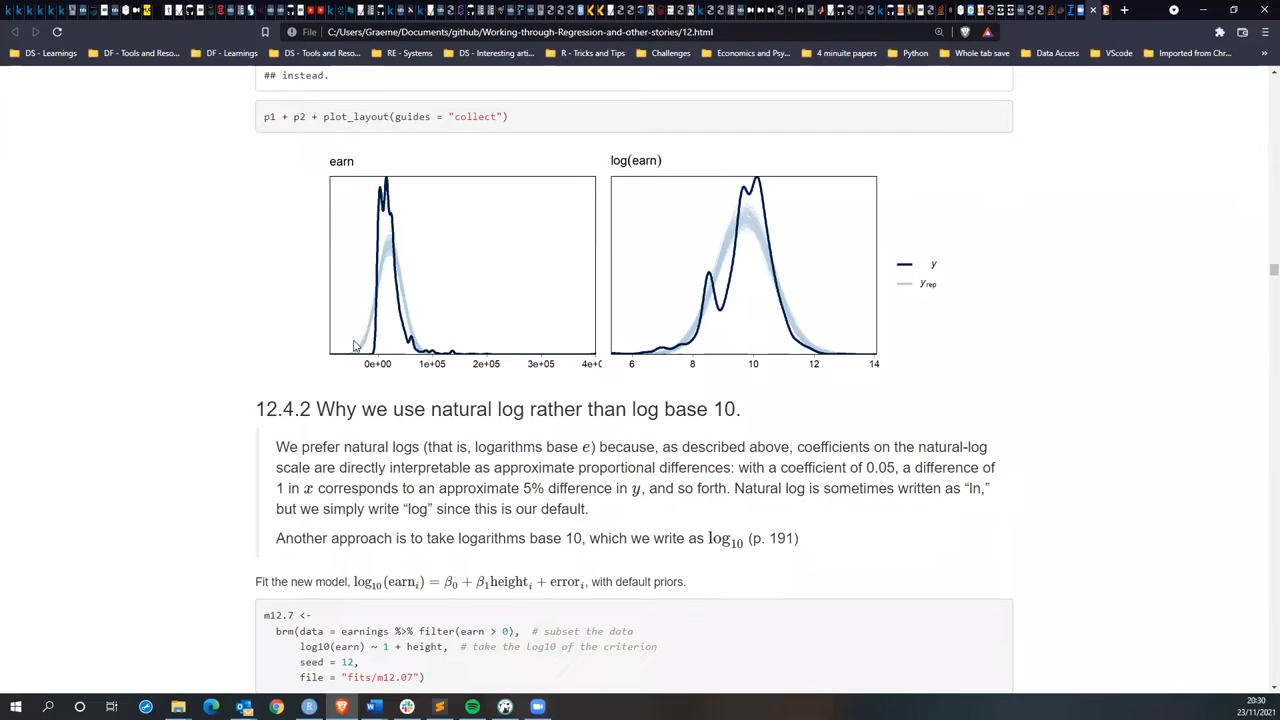 C:/Users/Graeme/Documents/github/Working-through-Regression-and-other-stories/12.html
DS - Learnings
DF - Tools and Reso...
DF - Learnings
DS - Tools and Reso...
RE - Systems
DS - Interesting arti...
R - Tricks and Tips
Challenges
Economics and Psy...
4 minuite papers
Python
Whole tab save
Data Access
VScode
Imported from Chr...
## instead.
p1 + p2 + plot_layout(guides = "collect")
earn
log(earn)
y
yrep
0e+00 1e+05 2e+05 3e+05 4e+0
6 8 10 12 14
12.4.2 Why we use natural log rather than log base 10.
We prefer natural logs (that is, logarithms base e) because, as described above, coefficients on the natural-log
scale are directly interpretable as approximate proportional differences: with a coefficient of 0.05, a difference of
1 in x corresponds to an approximate 5% difference in y, and so forth. Natural log is sometimes written as “ln,”
but we simply write “log” since this is our default.
Another approach is to take logarithms base 10, which we write as log10 (p. 191)
Fit the new model, log10(earni) = β0 + β1heighti + errori, with default priors.
m12.7 <-
brm(data = earnings %>% filter(earn > 0), # subset the data
log10(earn) ~ 1 + height, # take the log10 of the criterion
seed = 12,
file = "fits/m12.07")
20:30
23/11/2021